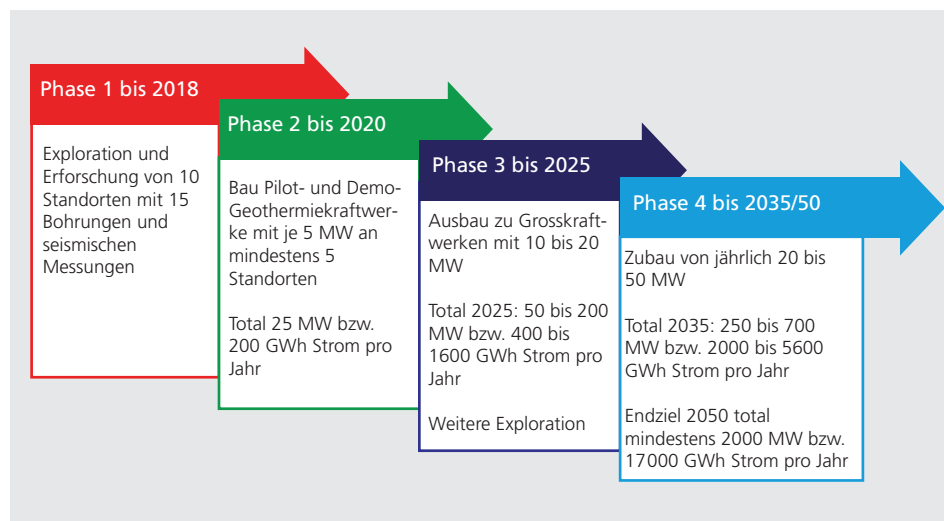 Phase 1 bis 2018
Exploration und
Erforschung von 10
Standorten mit 15
Bohrungen und
seismischen
Messungen
Phase 2 bis 2020
Bau Pilot- und Demo-
Geothermiekraftwer-
ke mit je 5 MW an
mindestens 5
Standorten
Total 25 MW bzw.
200 GWh Strom pro
Jahr
Phase 3 bis 2025
Ausbau zu Grosskraft-
werken mit 10 bis 20
MW
Total 2025: 50 bis 200
MW bzw. 400 bis
1600 GWh Strom pro
Jahr
Weitere Exploration
Phase 4 bis 2035/50
Zubau von jährlich 20 bis
50 MW
Total 2035: 250 bis 700
MW bzw. 2000 bis 5600
GWh Strom pro Jahr
Endziel 2050 total
mindestens 2000 MW bzw.
17000 GWh Strom pro Jahr